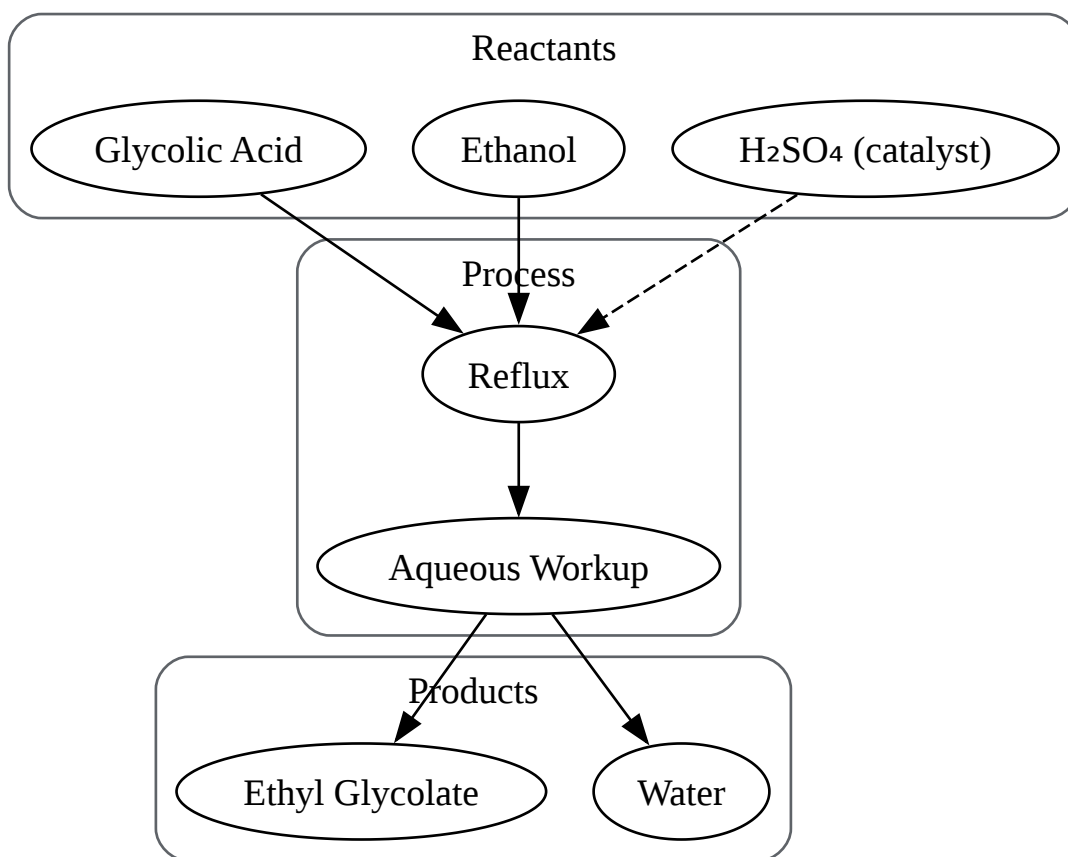 Reactants
Glycolic Acid
Ethanol
H₂SO₄ (catalyst)
Process
Reflux
Aqueous Workup
Products
Ethyl Glycolate
Water